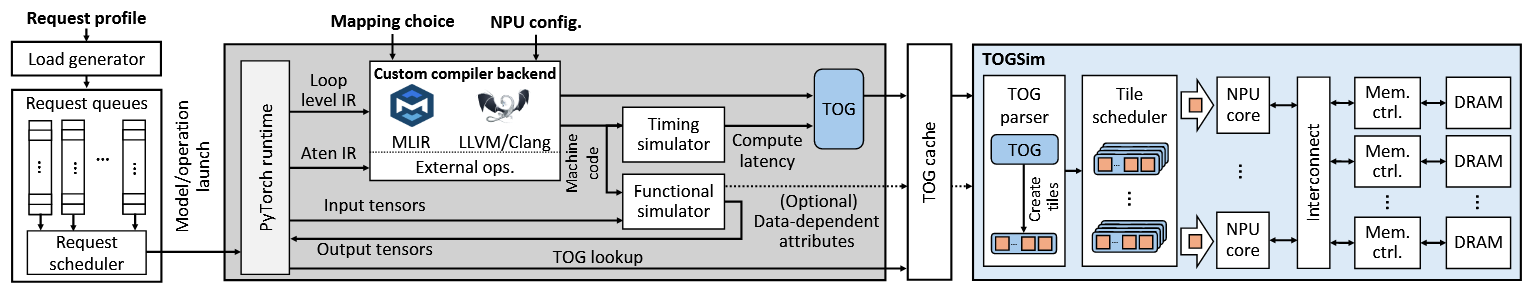 Request profile
Load generator
Request queues
...
Request
scheduler
Model/operation
launch
Mapping choice
NPU config.
PyTorch runtime
Loop
level IR
Aten IR
Custom compiler backend
MLIR
LLVM/Clang
External ops.
Machine
code
Timing
simulator
Compute
latency
TOG
Functional
simulator
(Optional)
Data-dependent
attributes
Input tensors
Output tensors
TOG lookup
TOG cache
TOGSim
TOG
parser
TOG
Create
tiles
Tile
scheduler
NPU
core
NPU
core
Interconnect
Mem.
ctrl.
DRAM
Mem.
ctrl.
DRAM
Mem.
ctrl.
DRAM